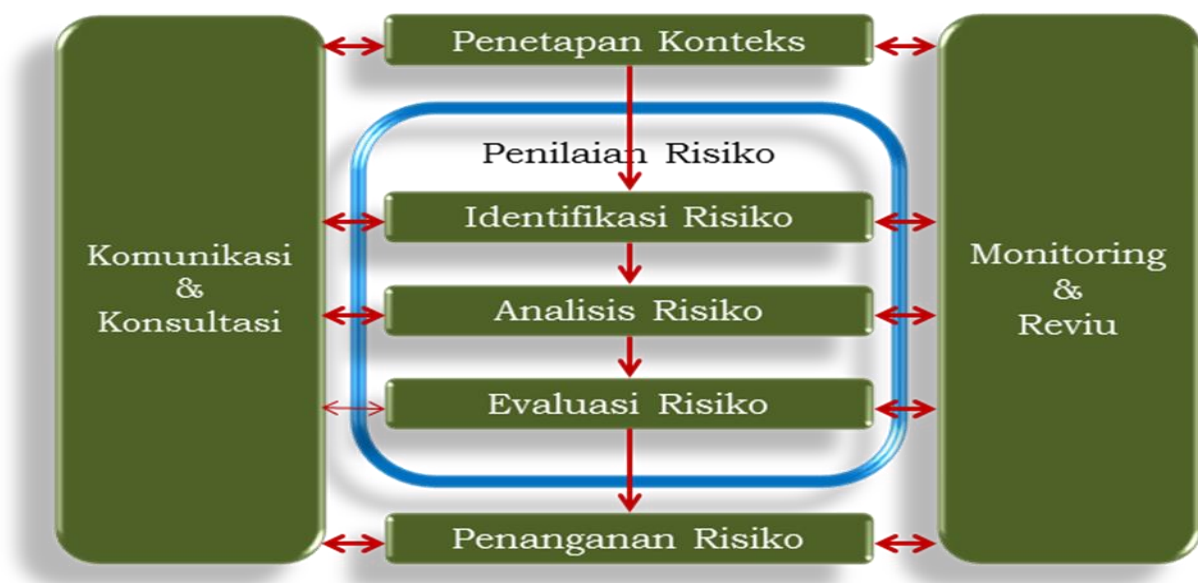 Penetapan Konteks
Penilaian Risiko
Identifikasi Risiko
Analisis Risiko
Evaluasi Risiko
Penanganan Risiko
Komunikasi
&
Konsultasi
Monitoring
&
Reviu